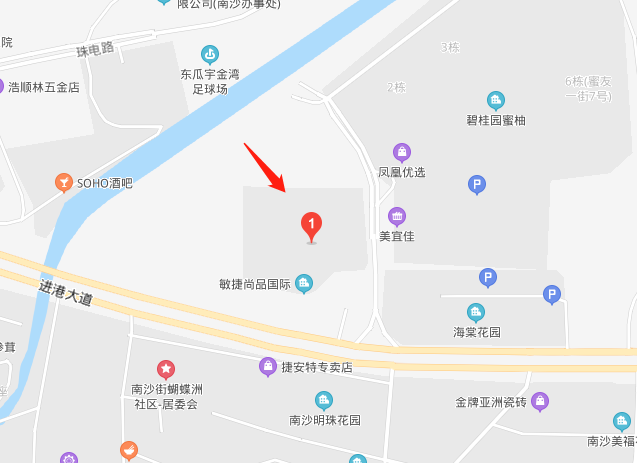 限公司(南沙办事处)
院
珠电路
3栋
东瓜宇金湾
足球场
浩顺林五金店
2栋
6栋(蜜友
一街7号)
碧桂园蜜柚
凤凰优选
SOHO酒吧
P
1
美宜佳
敏捷尚品国际
P
进港大道
P
海棠花园
参茸
捷安特专卖店
南沙街蝴蝶洲
社区-居委会
金牌亚洲瓷砖
南沙明珠花园
南沙美福